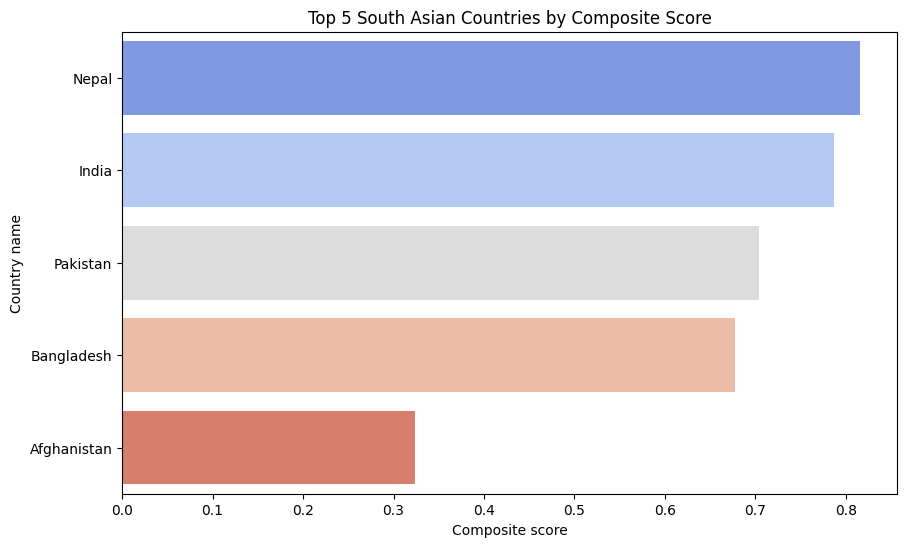 Top 5 South Asian Countries by Composite Score
Country name
Nepal
India
Pakistan
Bangladesh
Afghanistan
0.0 0.1 0.2 0.3 0.4 0.5 0.6 0.7 0.8
Composite score